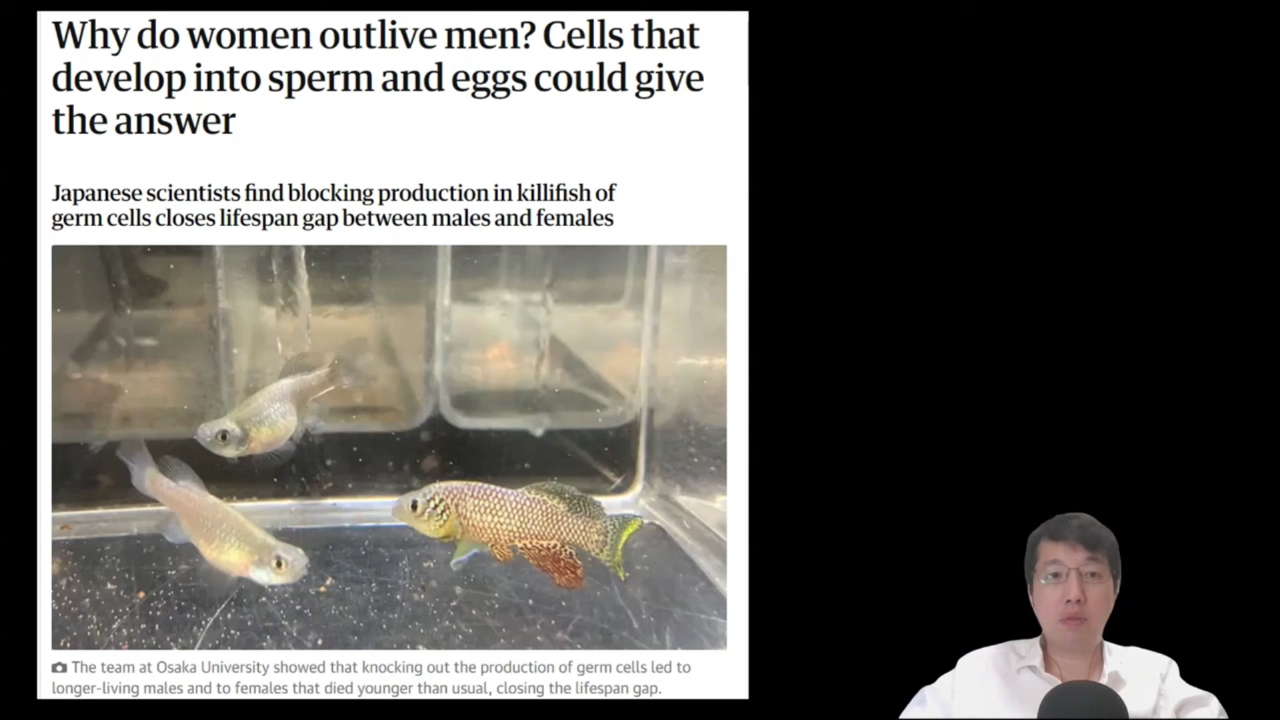 Why do women outlive men? Cells that
develop into sperm and eggs could give
the answer
Japanese scientists find blocking production in killifish of
germ cells closes lifespan gap between males and females
The team at Osaka University showed that knocking out the production of germ cells led to
longer-living males and to females that died younger than usual, closing the lifespan gap.